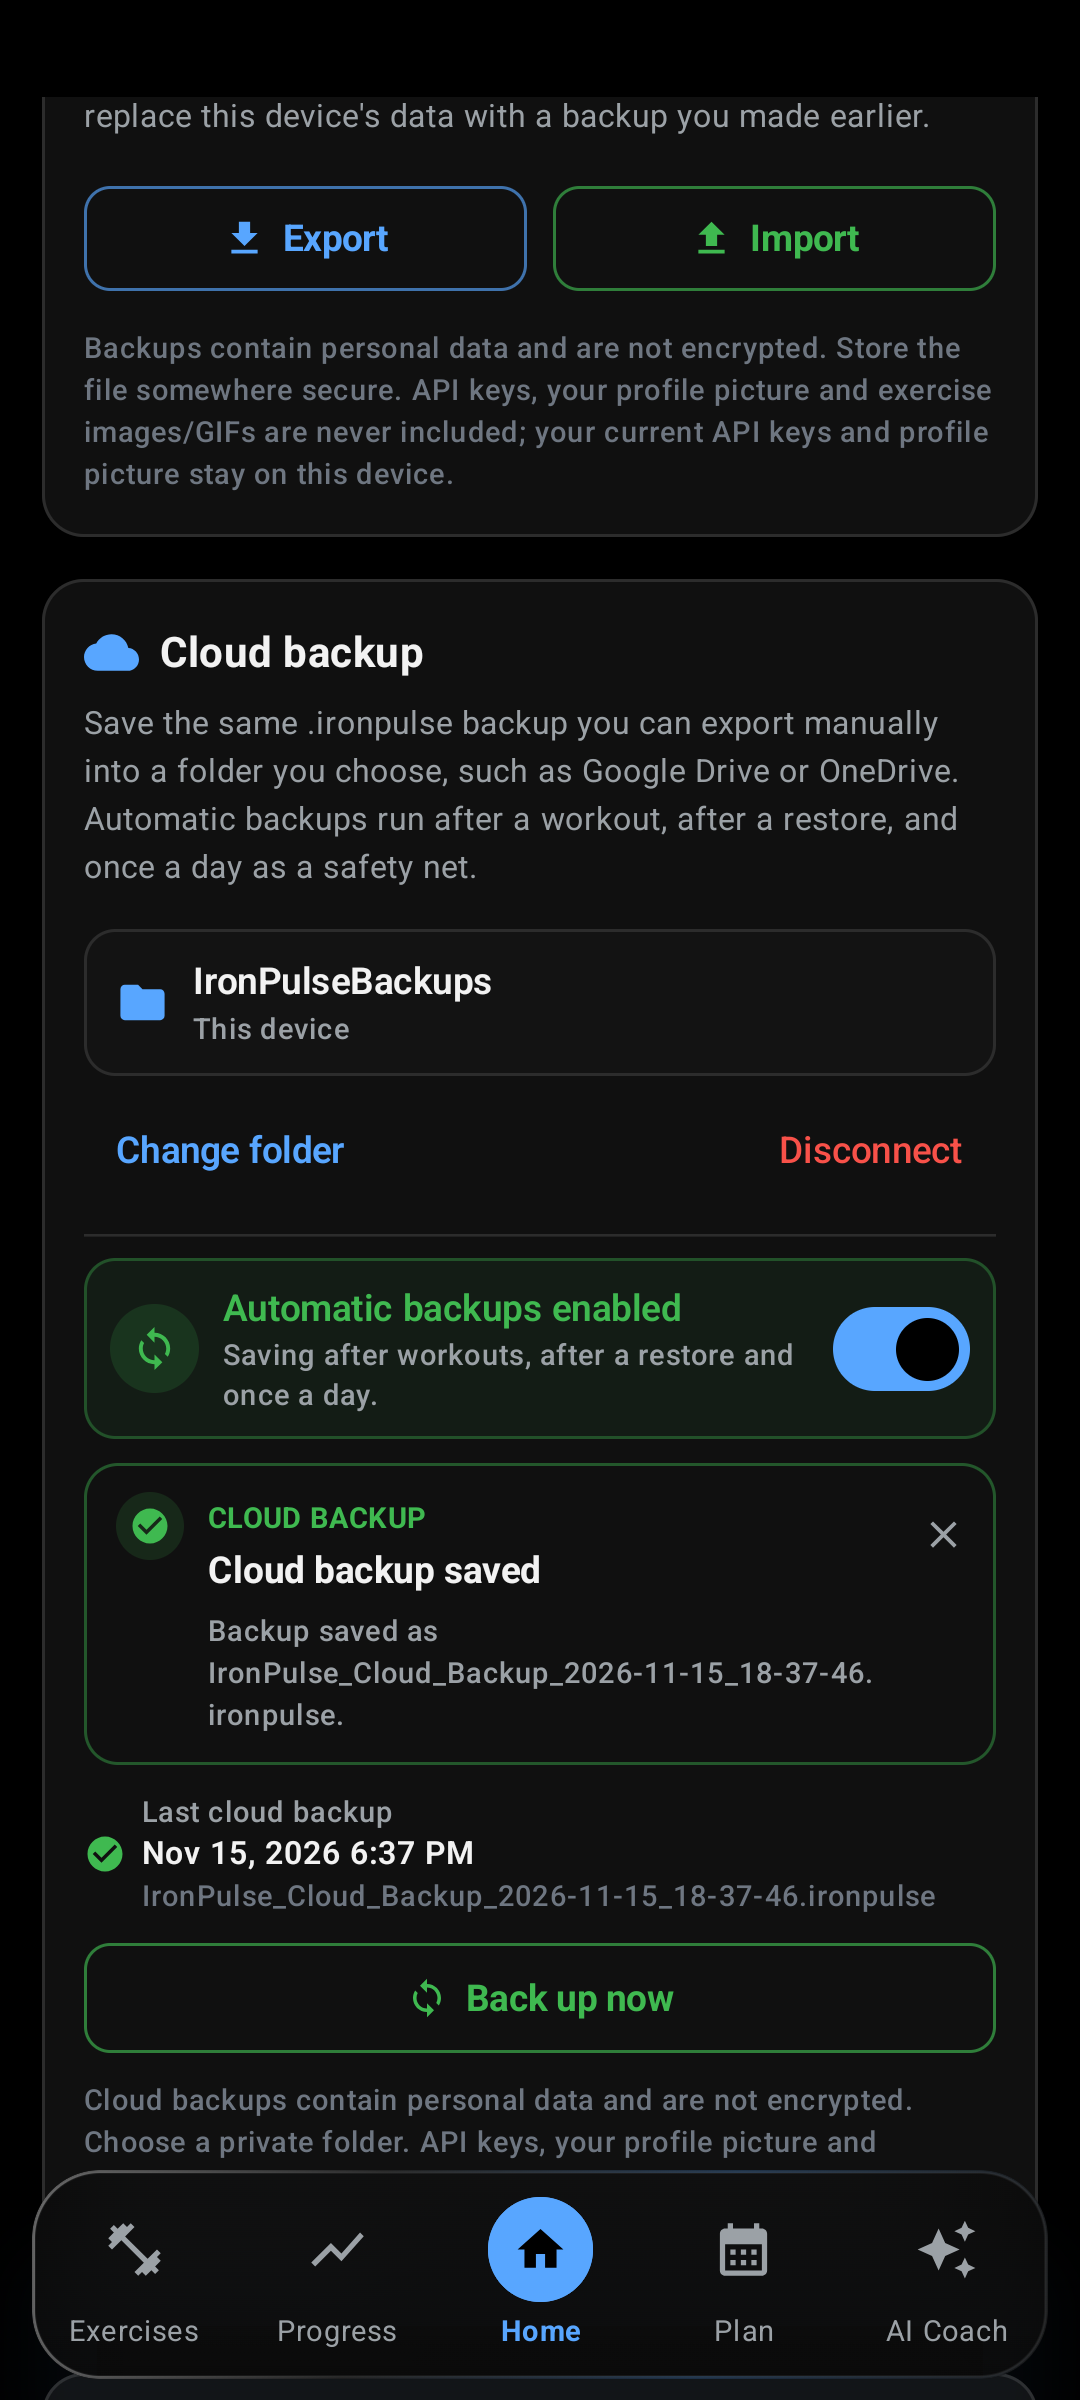 replace this device's data with a backup you made earlier.
Export
Import
Backups contain personal data and are not encrypted. Store the
file somewhere secure. API keys, your profile picture and exercise
images/GIFs are never included; your current API keys and profile
picture stay on this device.
Cloud backup
Save the same .ironpulse backup you can export manually
into a folder you choose, such as Google Drive or OneDrive.
Automatic backups run after a workout, after a restore, and
once a day as a safety net.
IronPulseBackups
This device
Change folder
Disconnect
Automatic backups enabled
Saving after workouts, after a restore and
once a day.
CLOUD BACKUP
Cloud backup saved
Backup saved as
IronPulse_Cloud_Backup_2026-11-15_18-37-46.
ironpulse.
Last cloud backup
Nov 15, 2026 6:37 PM
IronPulse_Cloud_Backup_2026-11-15_18-37-46.ironpulse
Back up now
Cloud backups contain personal data and are not encrypted.
Choose a private folder. API keys, your profile picture and
Exercises
Progress
Home
Plan
AI Coach